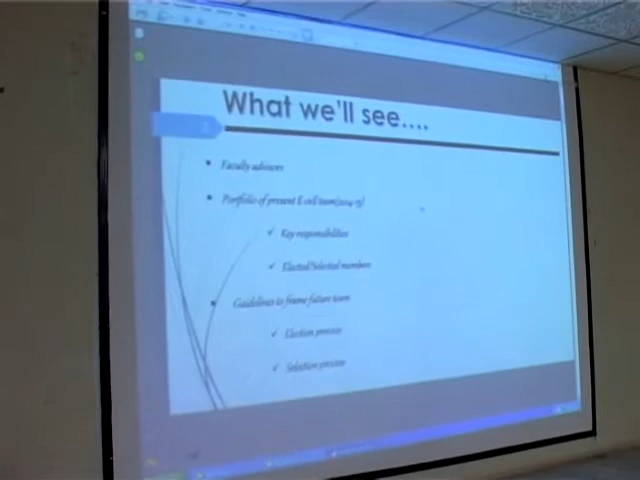 What we'll see....
Faculty advisors
Portfolio of present E cell team(2014-15)
Key responsibilities
Elected/Selected members
Guidelines to frame future team
Election process
Selection process